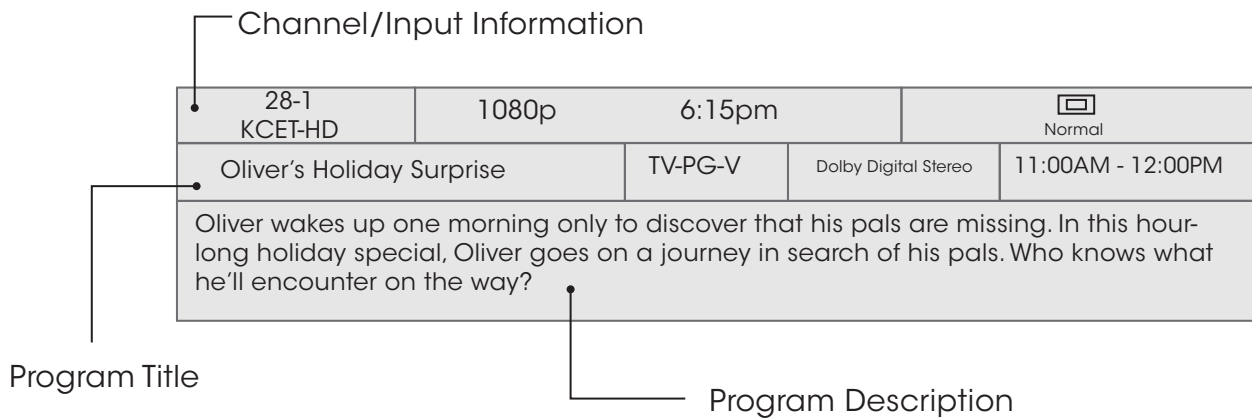 Channel/Input Information
28-1
KCET-HD
1080p
6:15pm
Normal
Oliver's Holiday Surprise
TV-PG-V
Dolby Digital Stereo
11:00AM - 12:00PM
Oliver wakes up one morning only to discover that his pals are missing. In this hour-
long holiday special, Oliver goes on a journey in search of his pals. Who knows what
he'll encounter on the way?
Program Title
Program Description